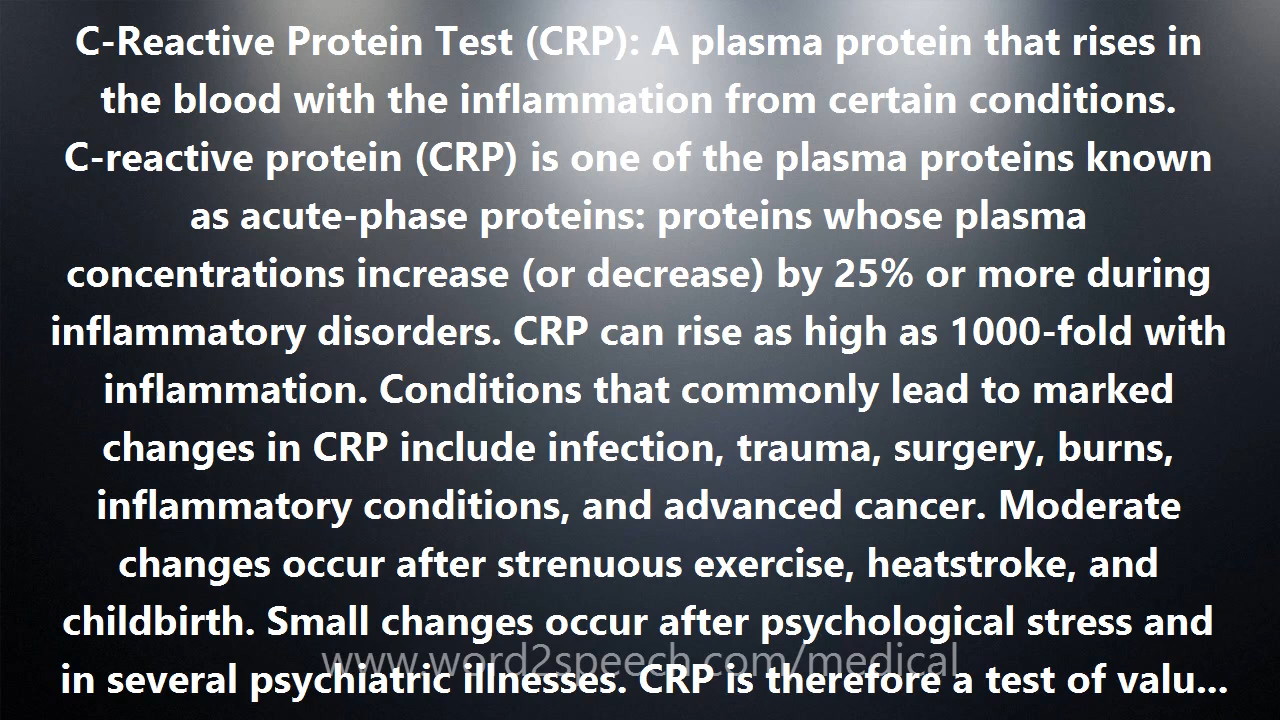 C-Reactive Protein Test (CRP): A plasma protein that rises in
the blood with the inflammation from certain conditions.
C-reactive protein (CRP) is one of the plasma proteins known
as acute-phase proteins: proteins whose plasma
concentrations increase (or decrease) by 25% or more during
inflammatory disorders. CRP can rise as high as 1000-fold with
inflammation. Conditions that commonly lead to marked
changes in CRP include infection, trauma, surgery, burns,
inflammatory conditions, and advanced cancer. Moderate
changes occur after strenuous exercise, heatstroke, and
childbirth. Small changes occur after psychological stress and
www.word2speech.com/medical
in several psychiatric illnesses. CRP is therefore a test of valu...